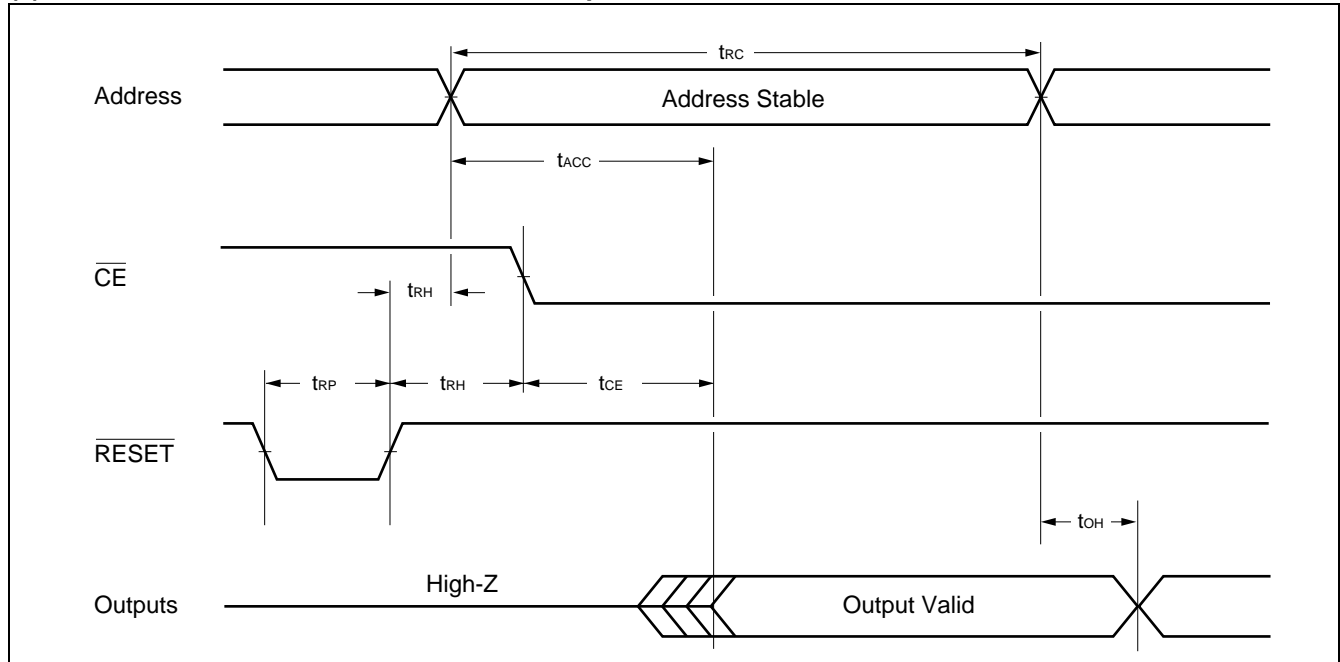 tRC
Address
Address Stable
tACC
CE
tRH
tRP
tRH
tCE
RESET
tOH
High-Z
Outputs
Output Valid